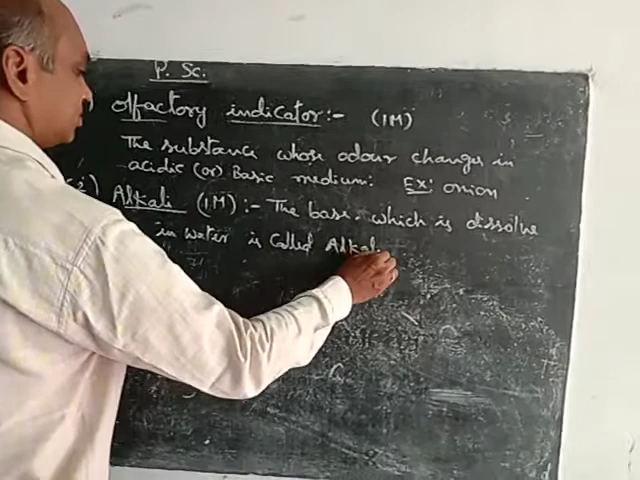 P. Sc.
) olfactory indicator:- (1M)
The substance whose odour changes in
acidic (or) Basic medium: Ex: onion
2) Alkali (1M):- The base. which is dissolve
in water is called Alkali